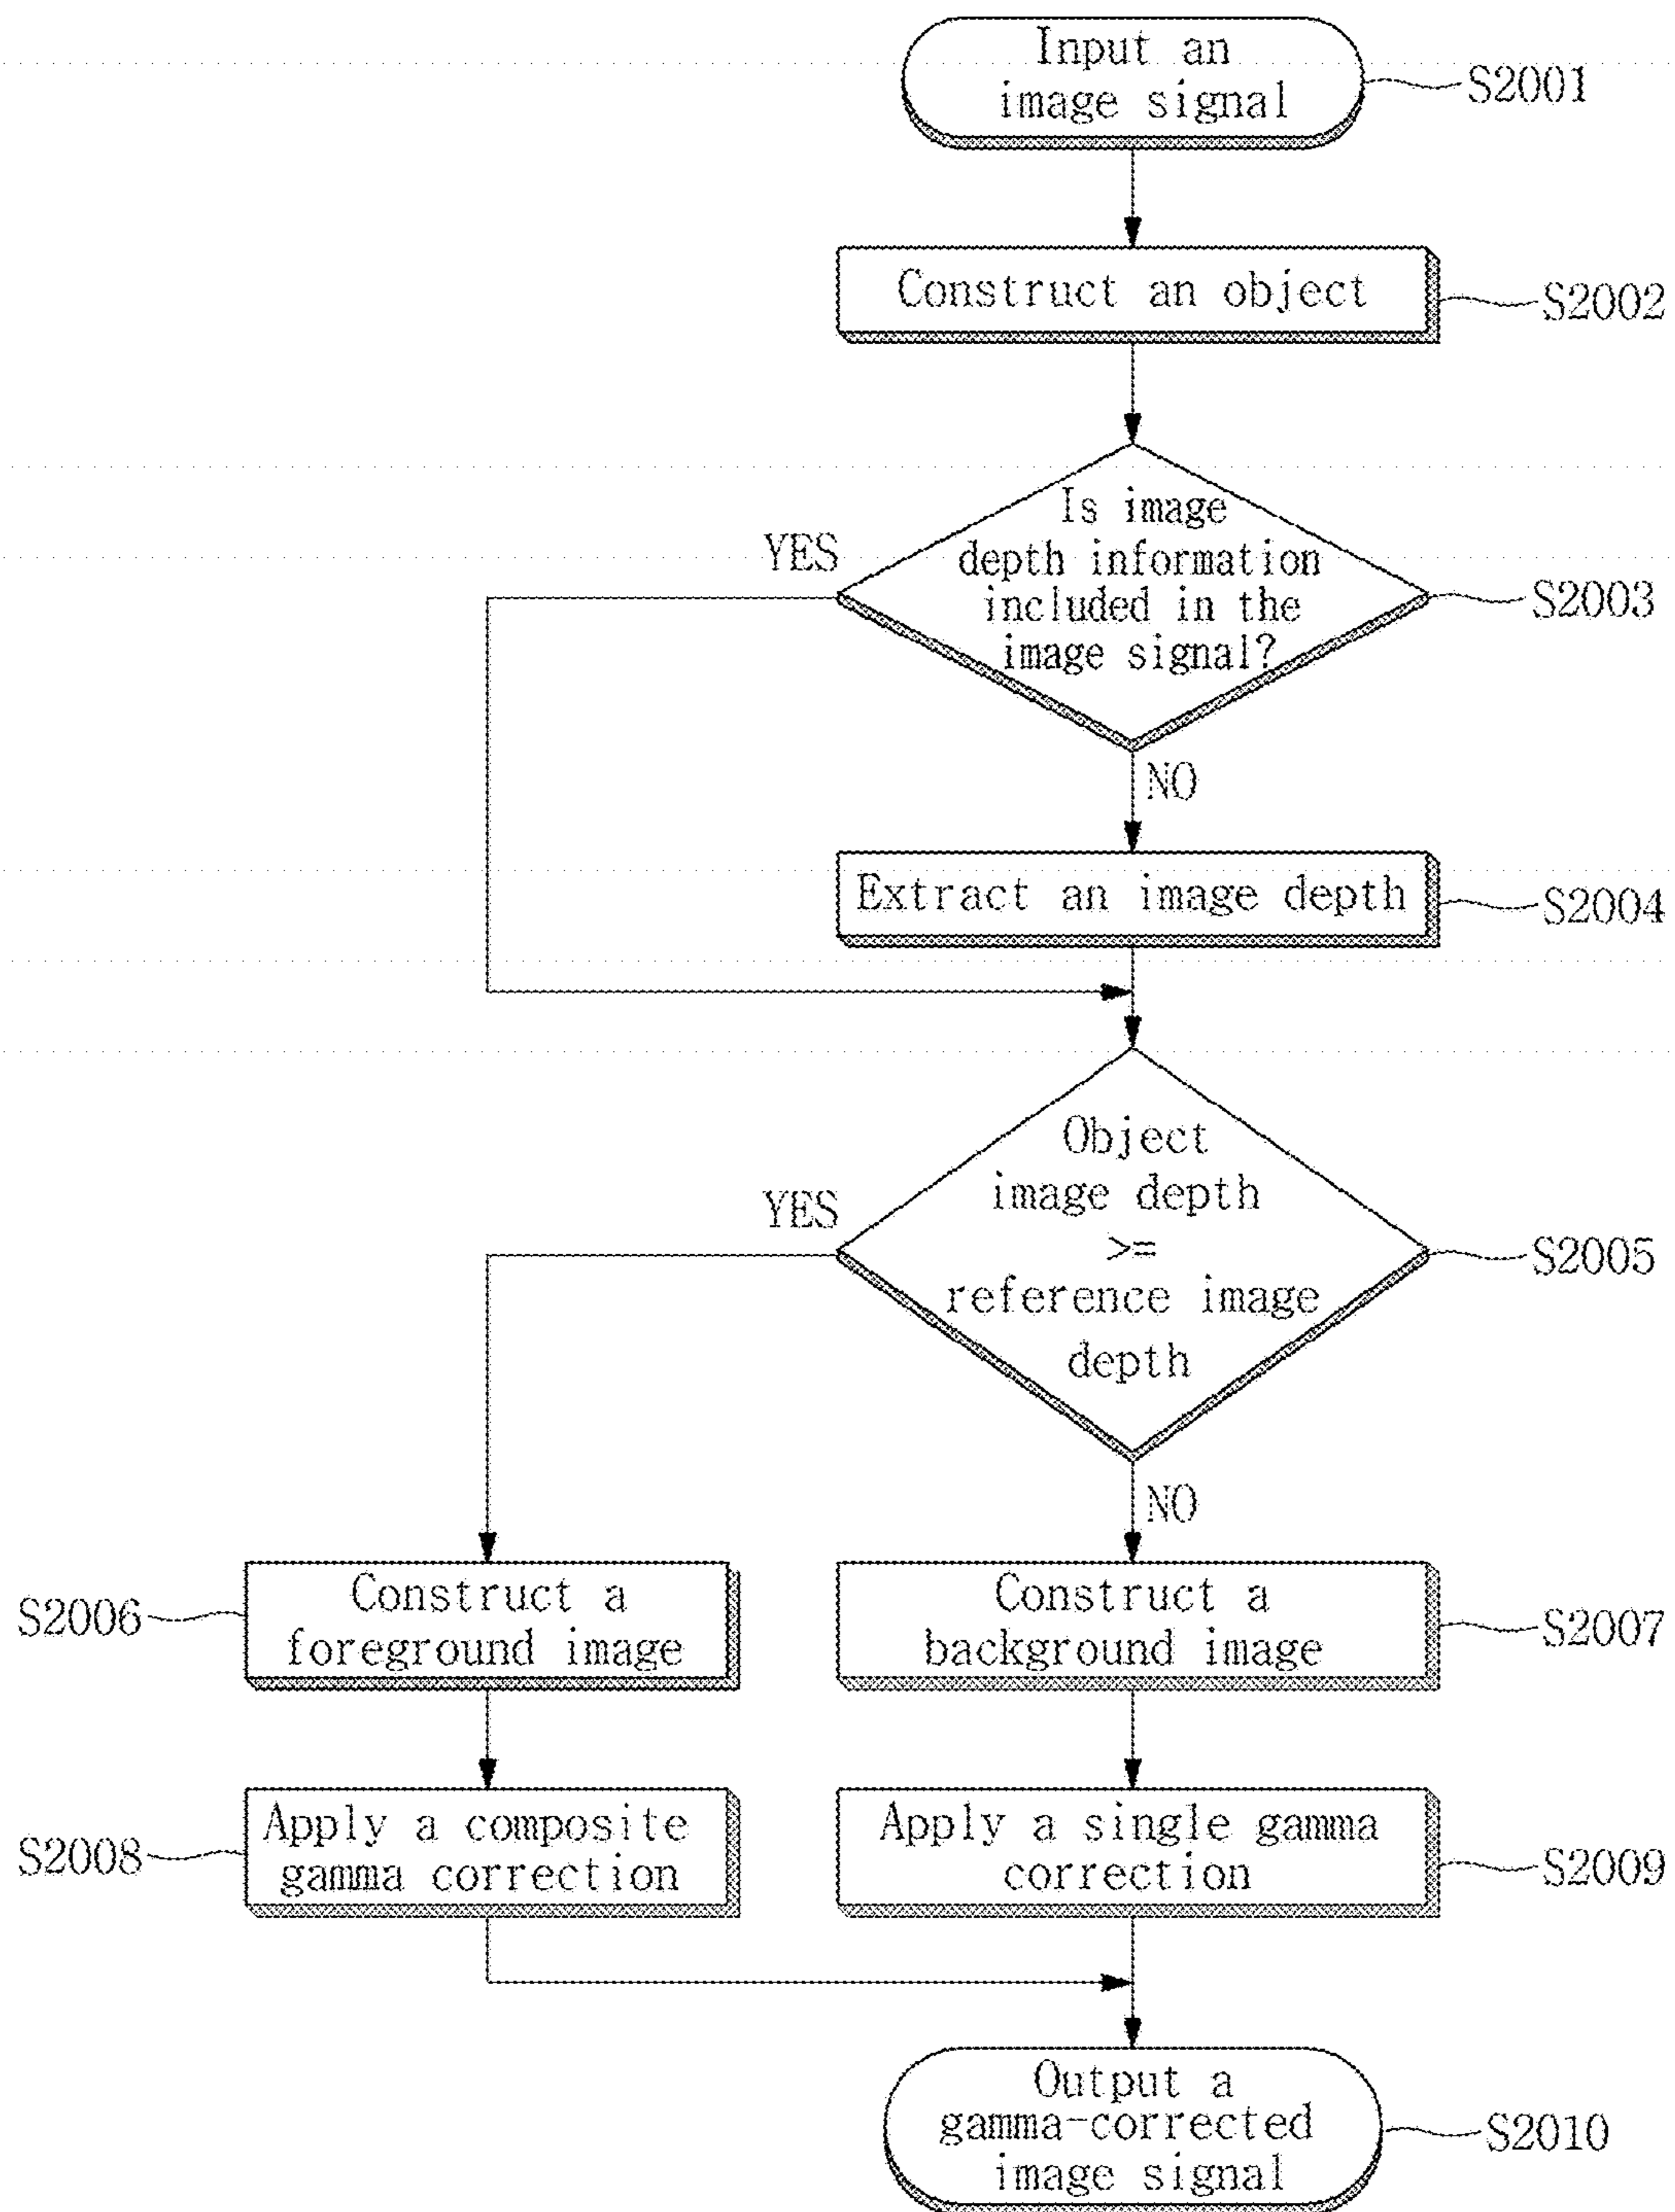 Input an
image signal
S2001
Construct an object
S2002
Is image
depth information
included in the
image signal?
YES
S2003
NO
Extract an image depth
S2004
Object
image depth
>=
reference image
depth
YES
S2005
NO
Construct a
foreground image
S2006
Construct a
background image
S2007
Apply a composite
gamma correction
S2008
Apply a single gamma
correction
S2009
Output a
gamma-corrected
image signal
S2010